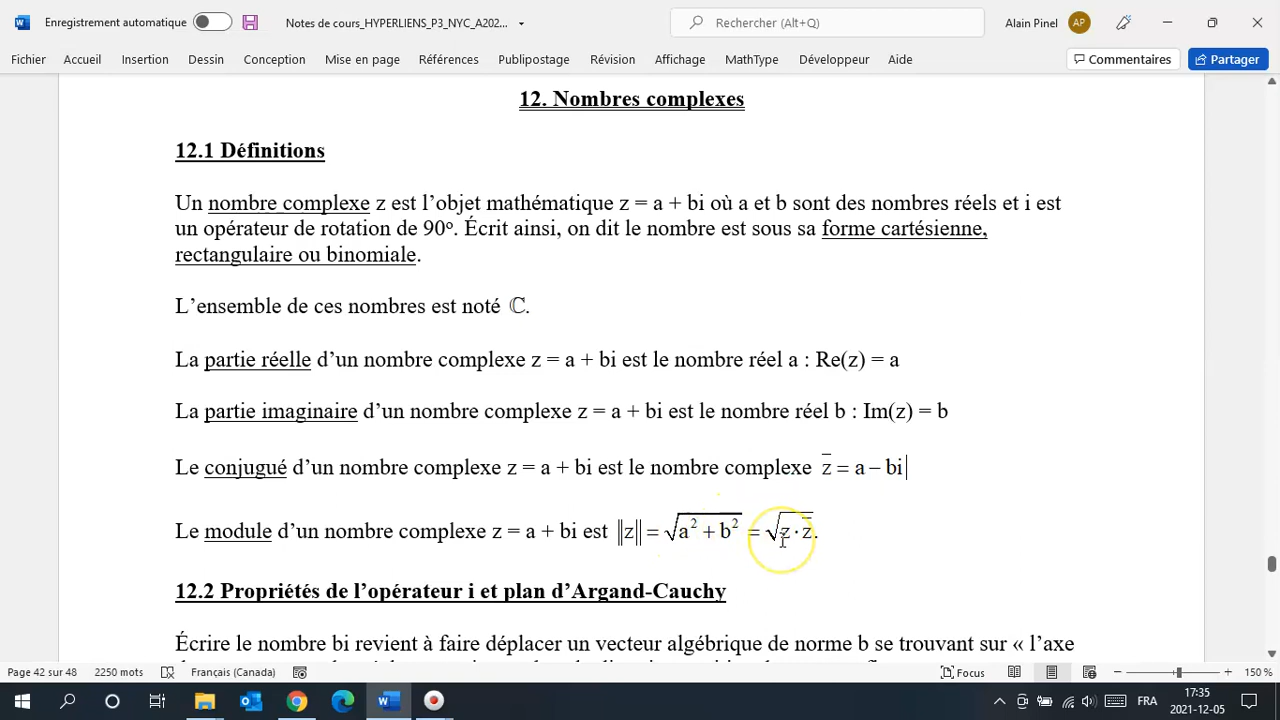 Enregistrement automatique
Notes de cours_HYPERLIENS_P3_NYC_A202...
Rechercher (Alt+Q)
Alain Pinel
AP
Fichier Accueil Insertion Dessin Conception Mise en page Références Publipostage Révision Affichage MathType Développeur Aide
Commentaires
Partager
12. Nombres complexes
12.1 Définitions
Un nombre complexe z est l’objet mathématique z = a + bi où a et b sont des nombres réels et i est
un opérateur de rotation de 90º. Écrit ainsi, on dit le nombre est sous sa forme cartésienne,
rectangulaire ou binomiale.
L’ensemble de ces nombres est noté ℂ.
La partie réelle d’un nombre complexe z = a + bi est le nombre réel a : Re(z) = a
La partie imaginaire d’un nombre complexe z = a + bi est le nombre réel b : Im(z) = b
Le conjugué d’un nombre complexe z = a + bi est le nombre complexe z̄ = a − bi
Le module d’un nombre complexe z = a + bi est ‖z‖ = √(a² + b²) = √(z · z̄).
12.2 Propriétés de l’opérateur i et plan d’Argand-Cauchy
Écrire le nombre bi revient à faire déplacer un vecteur algébrique de norme b se trouvant sur « l’axe
Page 42 sur 48
2250 mots
Français (Canada)
Focus
150 %
FRA
17:35
2021-12-05